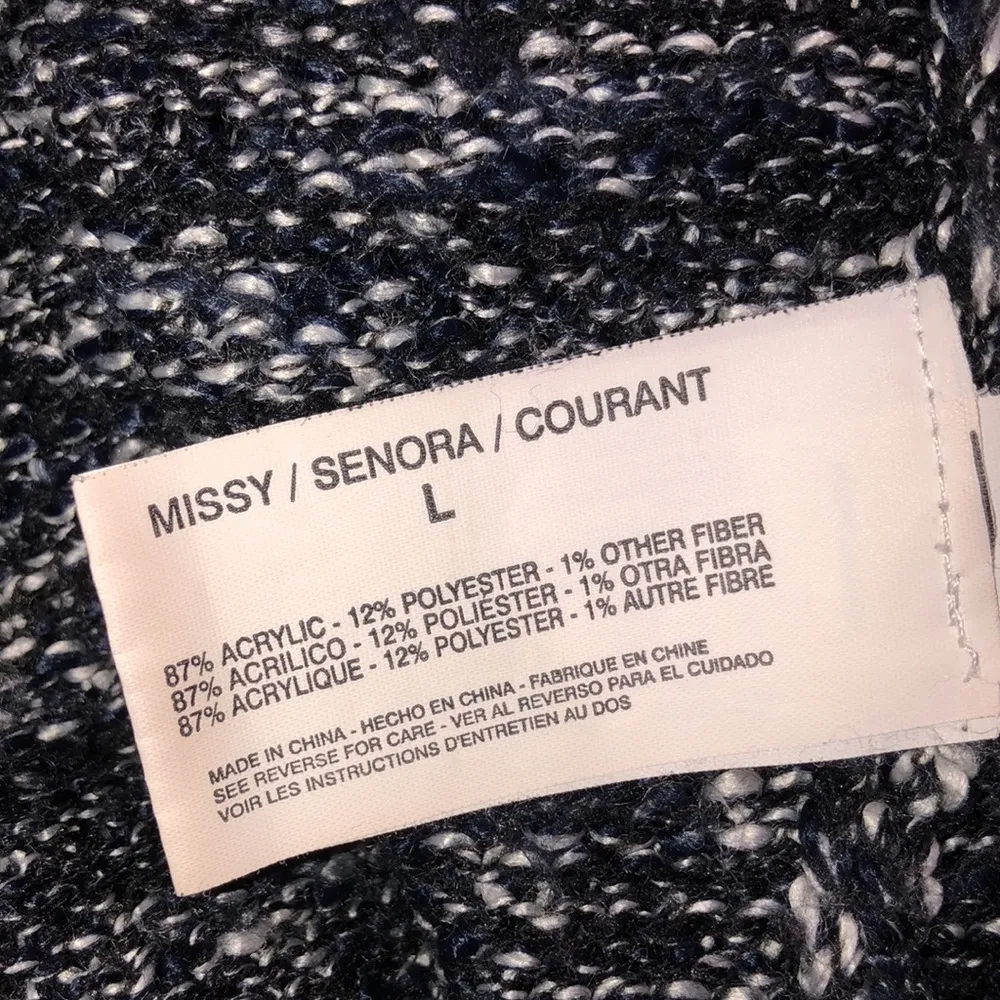 MISSY / SENORA / COURANT
L
87% ACRYLIC - 12% POLYESTER - 1% OTHER FIBER
87% ACRILICO - 12% POLIÉSTER - 1% OTRA FIBRA
87% ACRYLIQUE - 12% POLYESTER - 1% AUTRE FIBRE
MADE IN CHINA - HECHO EN CHINA - FABRIQUE EN CHINE
SEE REVERSE FOR CARE - VER AL REVERSO PARA EL CUIDADO
VOIR LES INSTRUCTIONS D'ENTRETIEN AU DOS